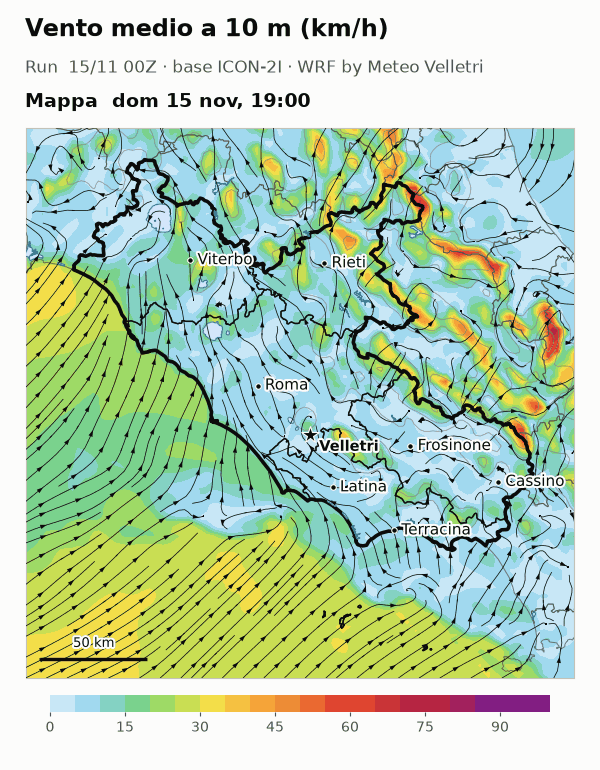 Vento medio a 10 m (km/h)
Run  15/11 00Z · base ICON-2I · WRF by Meteo Velletri
Mappa  dom 15 nov, 19:00
Viterbo
Rieti
Roma
Velletri
Frosinone
Cassino
Latina
Terracina
50 km
0 15 30 45 60 75 90